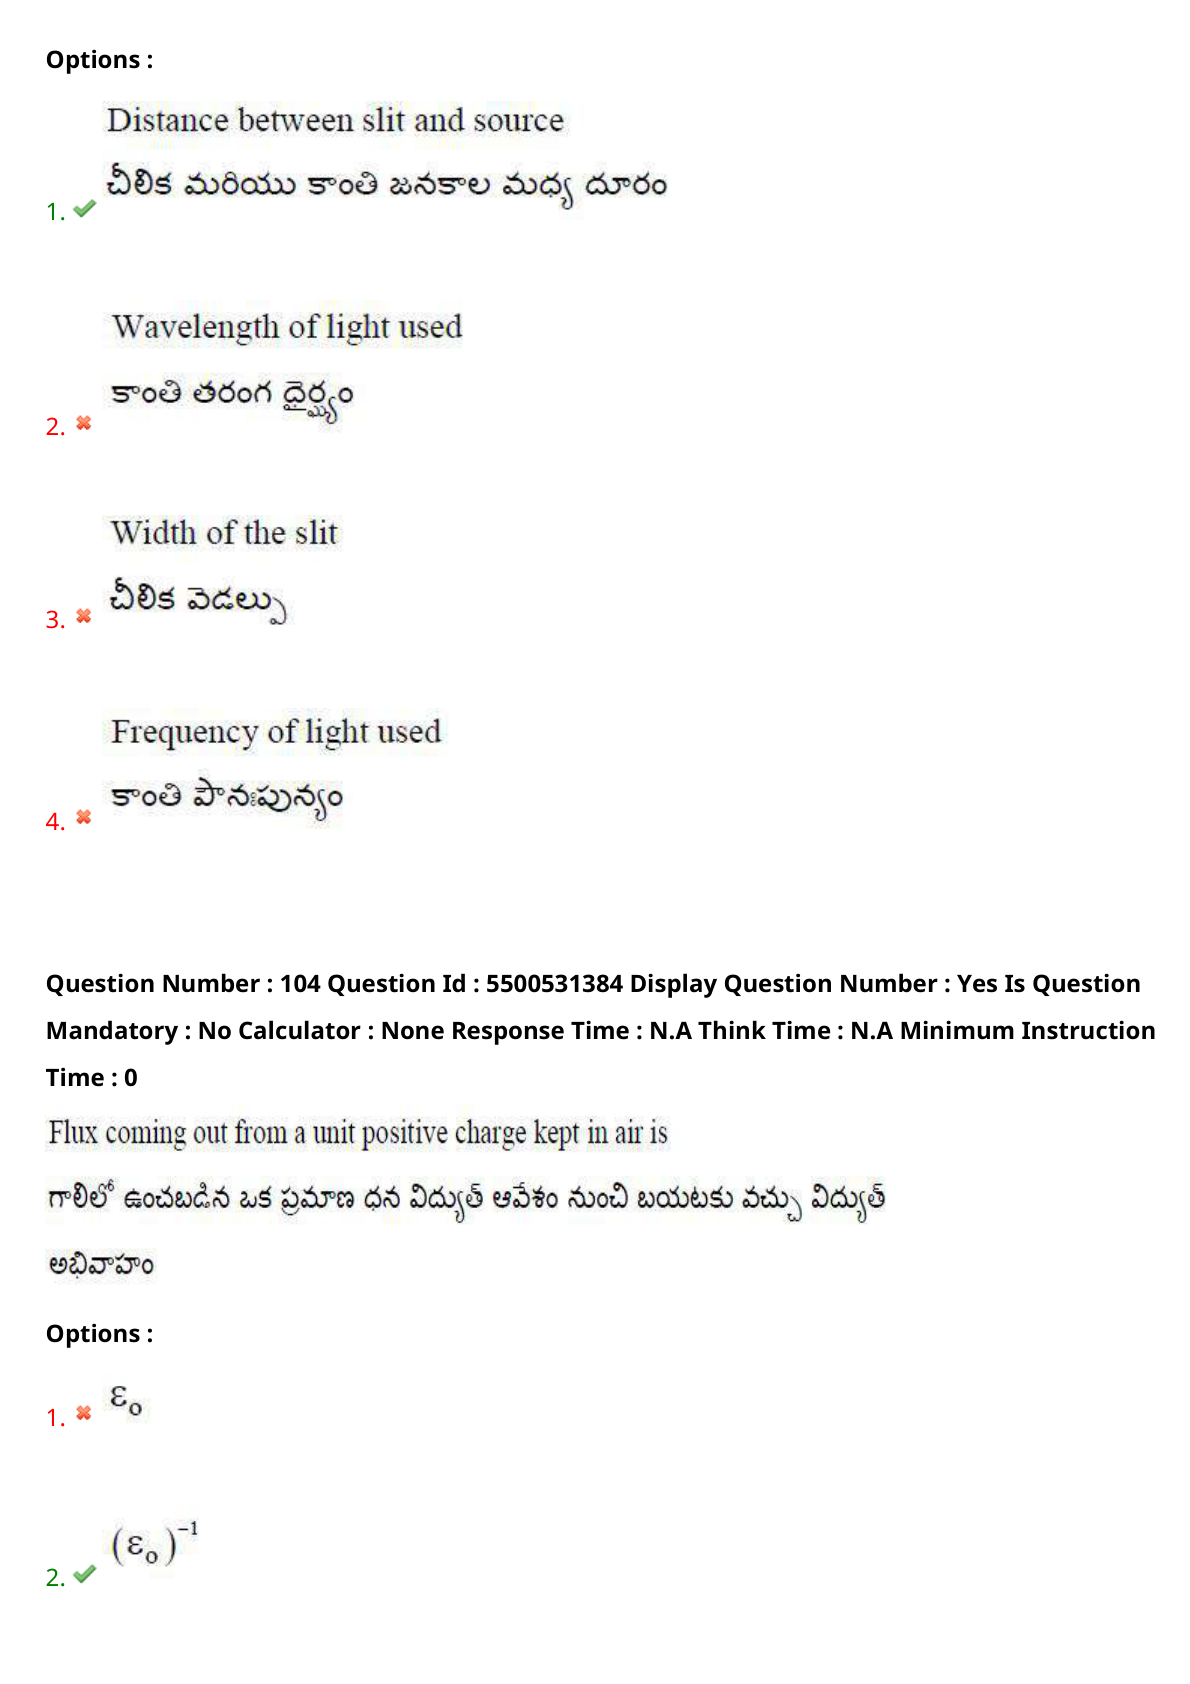 Options :
Distance between slit and source
చీలిక మరియు కాంతి జనకాల మధ్య దూరం
1.
Wavelength of light used
కాంతి తరంగ దైర్ఘ్యం
2.
Width of the slit
చీలిక వెడల్పు
3.
Frequency of light used
కాంతి పౌనఃపున్యం
4.
Question Number : 104 Question Id : 5500531384 Display Question Number : Yes Is Question
Mandatory : No Calculator : None Response Time : N.A Think Time : N.A Minimum Instruction
Time : 0
Flux coming out from a unit positive charge kept in air is
గాలిలో ఉంచబడిన ఒక ప్రమాణ ధన విద్యుత్ ఆవేశం నుంచి బయటకు వచ్చు విద్యుత్
అభివాహం
Options :
1. ε₀
2. (ε₀)⁻¹